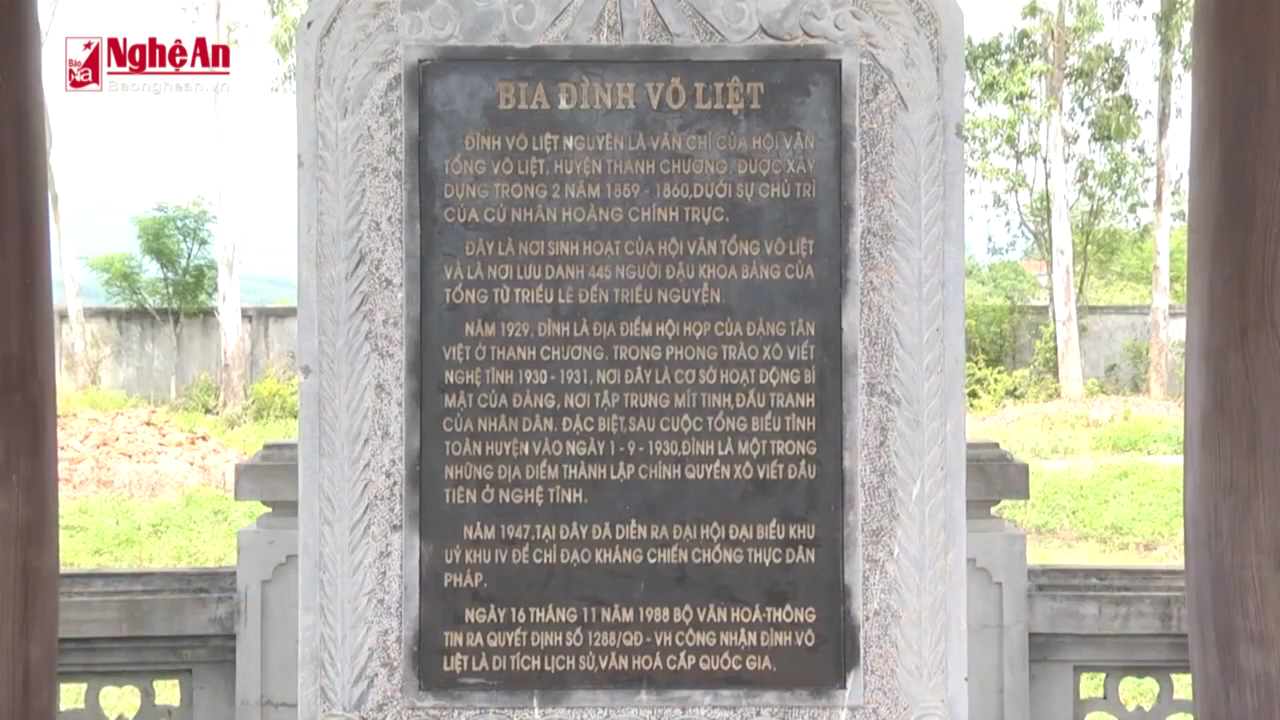 Báo
Na
Nghệ An
Baonghean.vn
BIA ĐÌNH VÕ LIỆT
ĐÌNH VÕ LIỆT NGUYÊN LÀ VĂN CHỈ CỦA HỘI VĂN
TỔNG VÕ LIỆT, HUYỆN THANH CHƯƠNG, ĐƯỢC XÂY
DỰNG TRONG 2 NĂM 1859 - 1860,DƯỚI SỰ CHỦ TRÌ
CỦA CỬ NHÂN HOÀNG CHÍNH TRỰC.
ĐÂY LÀ NƠI SINH HOẠT CỦA HỘI VĂN TỔNG VÕ LIỆT
VÀ LÀ NƠI LƯU DANH 445 NGƯỜI ĐẬU KHOA BẢNG CỦA
TỔNG TỪ TRIỀU LÊ ĐẾN TRIỀU NGUYỄN.
NĂM 1929, ĐÌNH LÀ ĐỊA ĐIỂM HỘI HỌP CỦA ĐẢNG TÂN
VIỆT Ở THANH CHƯƠNG. TRONG PHONG TRÀO XÔ VIẾT
NGHỆ TĨNH 1930 - 1931, NƠI ĐÂY LÀ CƠ SỞ HOẠT ĐỘNG BÍ
MẬT CỦA ĐẢNG, NƠI TẬP TRUNG MÍT TINH,ĐẤU TRANH
CỦA NHÂN DÂN. ĐẶC BIỆT,SAU CUỘC TỔNG BIỂU TÌNH
TOÀN HUYỆN VÀO NGÀY 1 - 9 - 1930,ĐÌNH LÀ MỘT TRONG
NHỮNG ĐỊA ĐIỂM THÀNH LẬP CHÍNH QUYỀN XÔ VIẾT ĐẦU
TIÊN Ở NGHỆ TĨNH.
NĂM 1947,TẠI ĐÂY ĐÃ DIỄN RA ĐẠI HỘI ĐẠI BIỂU KHU
UỶ KHU IV ĐỂ CHỈ ĐẠO KHÁNG CHIẾN CHỐNG THỰC DÂN
PHÁP.
NGÀY 16 THÁNG 11 NĂM 1988 BỘ VĂN HOÁ-THÔNG
TIN RA QUYẾT ĐỊNH SỐ 1288/QĐ - VH CÔNG NHẬN ĐÌNH VÕ
LIỆT LÀ DI TÍCH LỊCH SỬ,VĂN HOÁ CẤP QUỐC GIA.